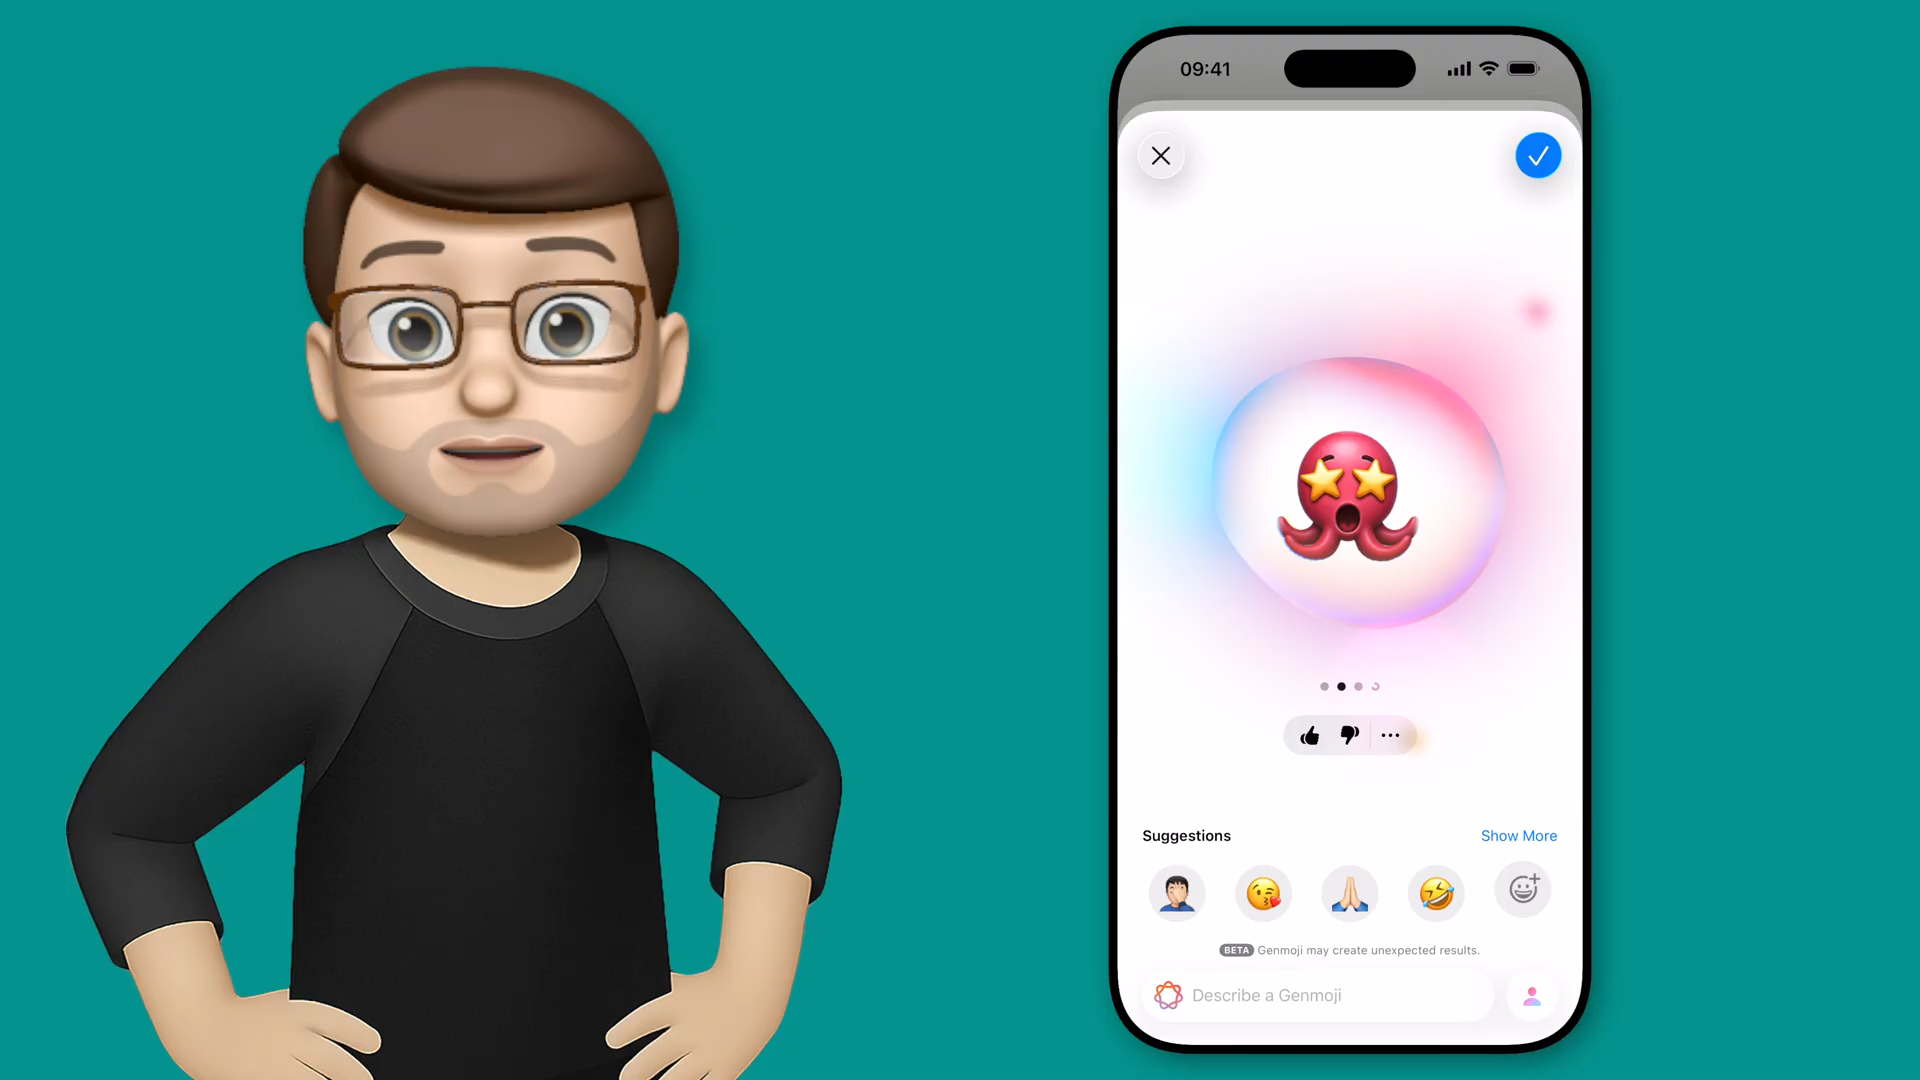 09:41
Suggestions
Show More
BETA Genmoji may create unexpected results.
Describe a Genmoji